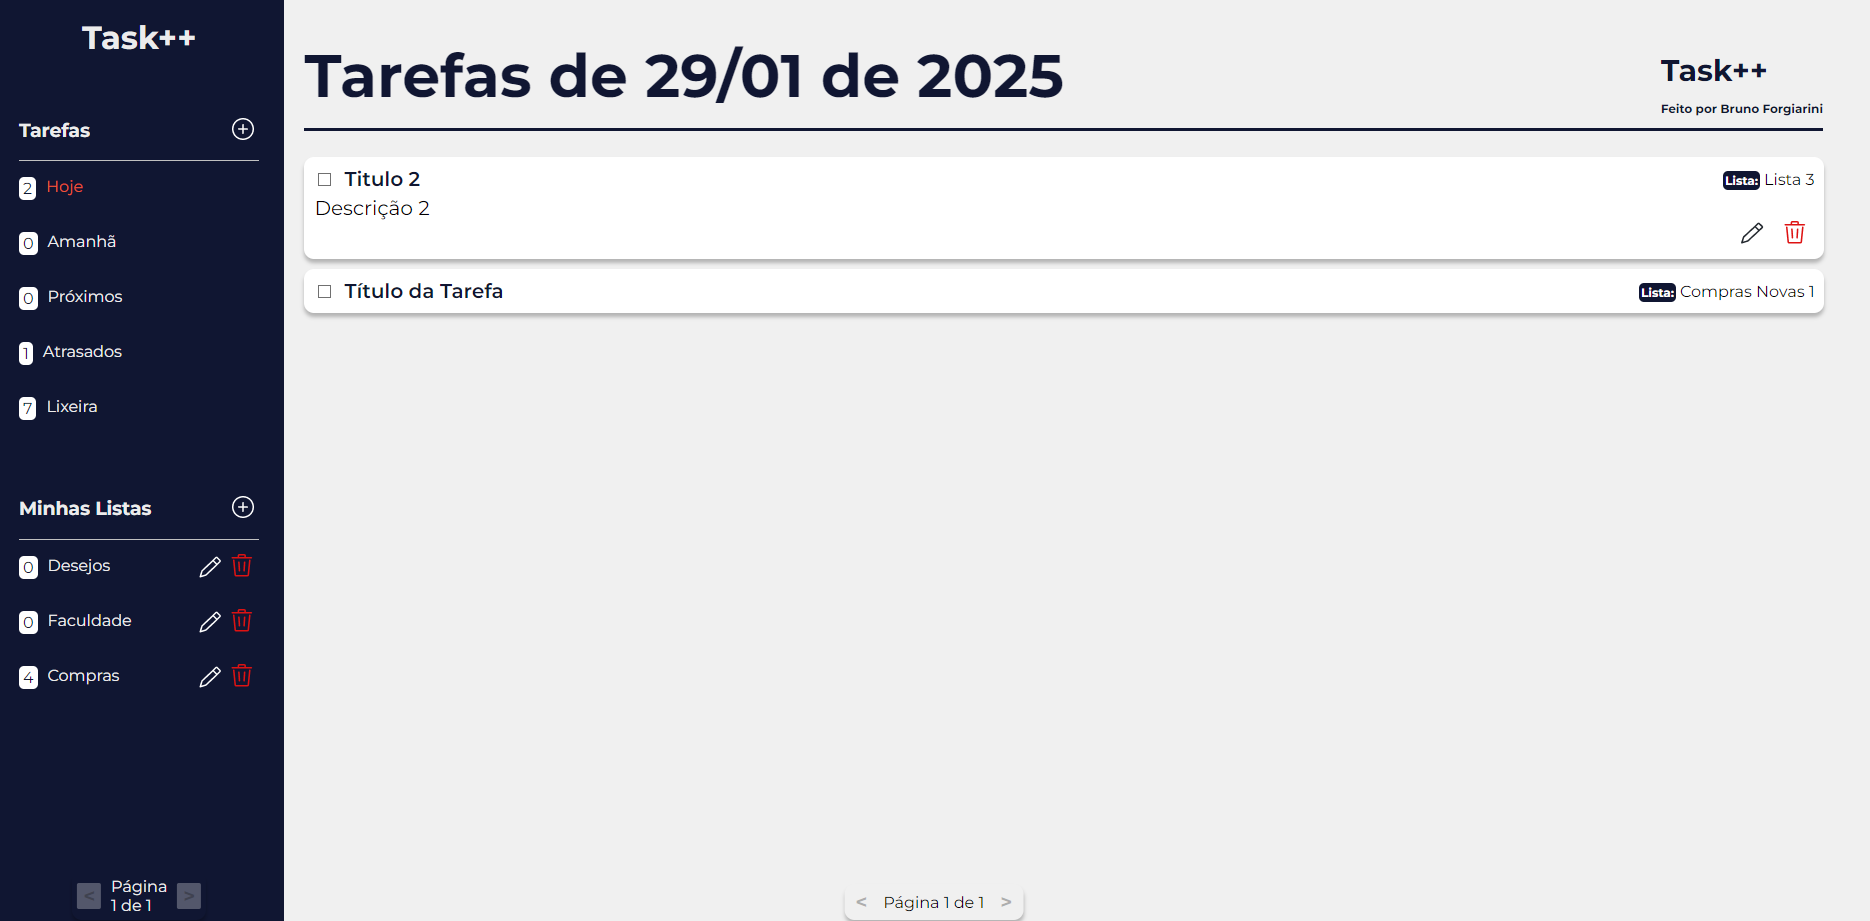 Task++
Tarefas
2 Hoje
0 Amanhã
0 Próximos
1 Atrasados
7 Lixeira
Minhas Listas
0 Desejos
0 Faculdade
4 Compras
< Página >
1 de 1
Tarefas de 29/01 de 2025
Task++
Feito por Bruno Forgiarini
Titulo 2
Lista: Lista 3
Descrição 2
Título da Tarefa
Lista: Compras Novas 1
< Página 1 de 1 >